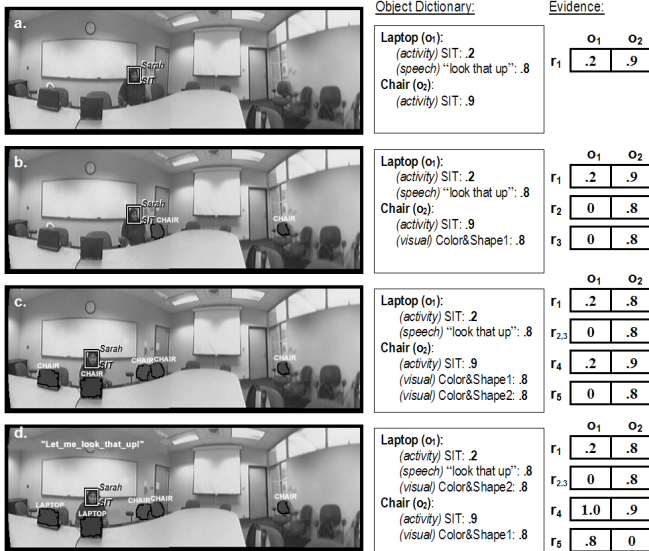 Object Dictionary:
Evidence:
a.
Sarah
SIT
Laptop (o1):
(activity) SIT: .2
(speech) "look that up": .8
Chair (o2):
(activity) SIT: .9
o1 o2
r1 .2 .9
b.
Sarah
SIT
CHAIR
CHAIR
Laptop (o1):
(activity) SIT: .2
(speech) "look that up": .8
Chair (o2):
(activity) SIT: .9
(visual) Color&Shape1: .8
o1 o2
r1 .2 .9
r2 0 .8
r3 0 .8
c.
Sarah
SIT
CHAIR
CHAIR
CHAIR
CHAIR
CHAIR
Laptop (o1):
(activity) SIT: .2
(speech) "look that up": .8
Chair (o2):
(activity) SIT: .9
(visual) Color&Shape1: .8
(visual) Color&Shape2: .8
o1 o2
r1 .2 .8
r2,3 0 .8
r4 .2 .9
r5 0 .8
d.
"Let_me_look_that_up!"
Sarah
SIT
LAPTOP
LAPTOP
CHAIR
CHAIR
CHAIR
Laptop (o1):
(activity) SIT: .2
(speech) "look that up": .8
(visual) Color&Shape2: .8
Chair (o2):
(activity) SIT: .9
(visual) Color&Shape1: .8
o1 o2
r1 .2 .8
r2,3 0 .8
r4 1.0 .9
r5 .8 0